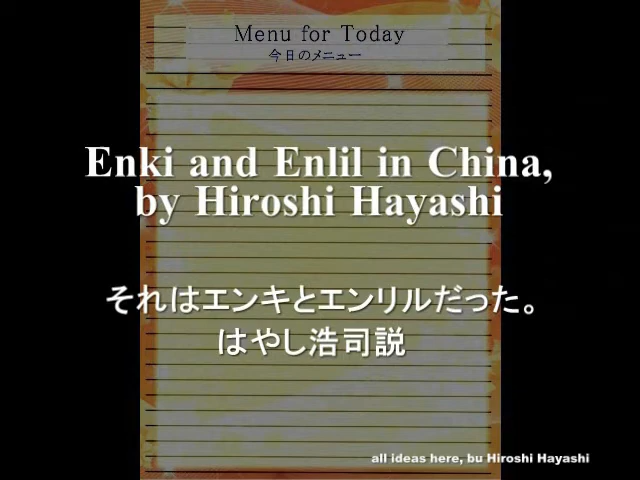 Menu for Today
今日のメニュー
Enki and Enlil in China,
by Hiroshi Hayashi
それはエンキとエンリルだった。
はやし浩司説
all ideas here, bu Hiroshi Hayashi